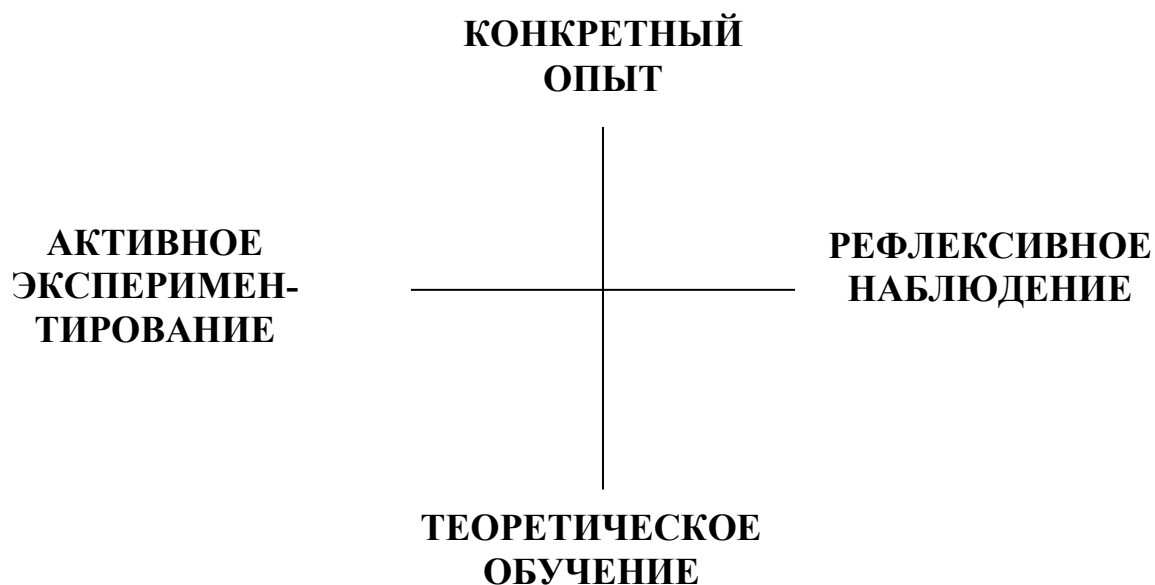 КОНКРЕТНЫЙ
ОПЫТ
АКТИВНОЕ
ЭКСПЕРИМЕН-
ТИРОВАНИЕ
РЕФЛЕКСИВНОЕ
НАБЛЮДЕНИЕ
ТЕОРЕТИЧЕСКОЕ
ОБУЧЕНИЕ